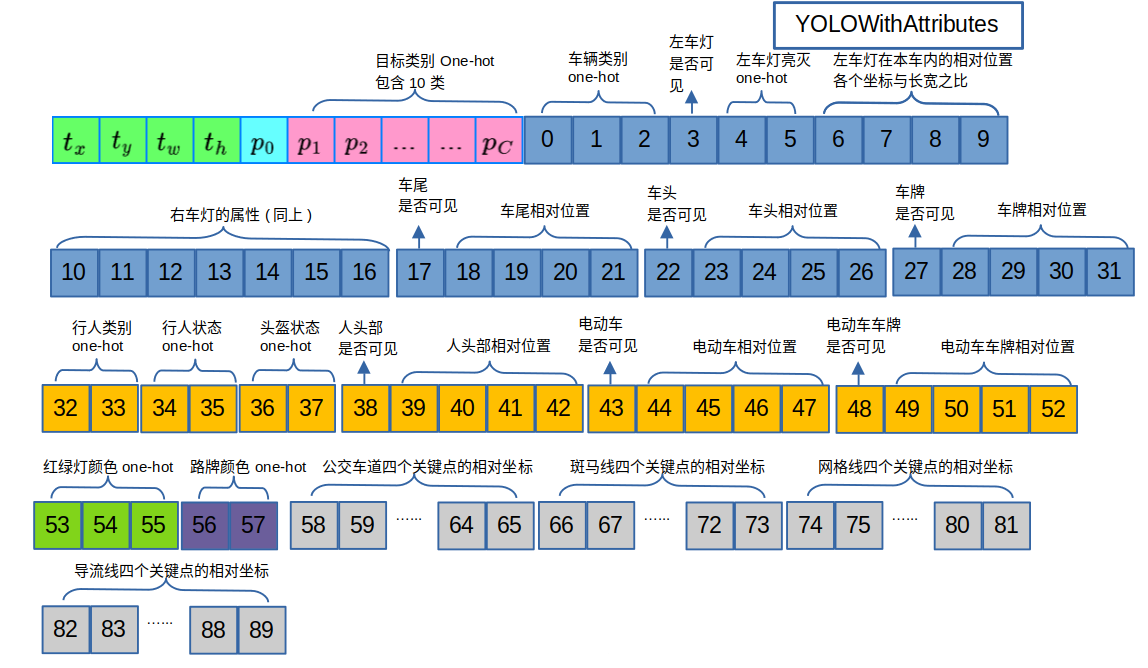 YOLOWithAttributes
目标类别 One-hot
包含 10 类
车辆类别
one-hot
左车灯
是否可
见
左车灯亮灭
one-hot
左车灯在本车内的相对位置
各个坐标与长宽之比
t_x t_y t_w t_h p_0 p_1 p_2 ... ... p_C 0 1 2 3 4 5 6 7 8 9
右车灯的属性 ( 同上 )
车尾
是否可见
车尾相对位置
车头
是否可见
车头相对位置
车牌
是否可见
车牌相对位置
10 11 12 13 14 15 16 17 18 19 20 21 22 23 24 25 26 27 28 29 30 31
行人类别
one-hot
行人状态
one-hot
头盔状态
one-hot
人头部
是否可见
人头部相对位置
电动车
是否可见
电动车相对位置
电动车车牌
是否可见
电动车车牌相对位置
32 33 34 35 36 37 38 39 40 41 42 43 44 45 46 47 48 49 50 51 52
红绿灯颜色 one-hot
路牌颜色 one-hot
公交车道四个关键点的相对坐标
斑马线四个关键点的相对坐标
网格线四个关键点的相对坐标
53 54 55 56 57 58 59 …... 64 65 66 67 …... 72 73 74 75 …... 80 81
导流线四个关键点的相对坐标
82 83 …... 88 89